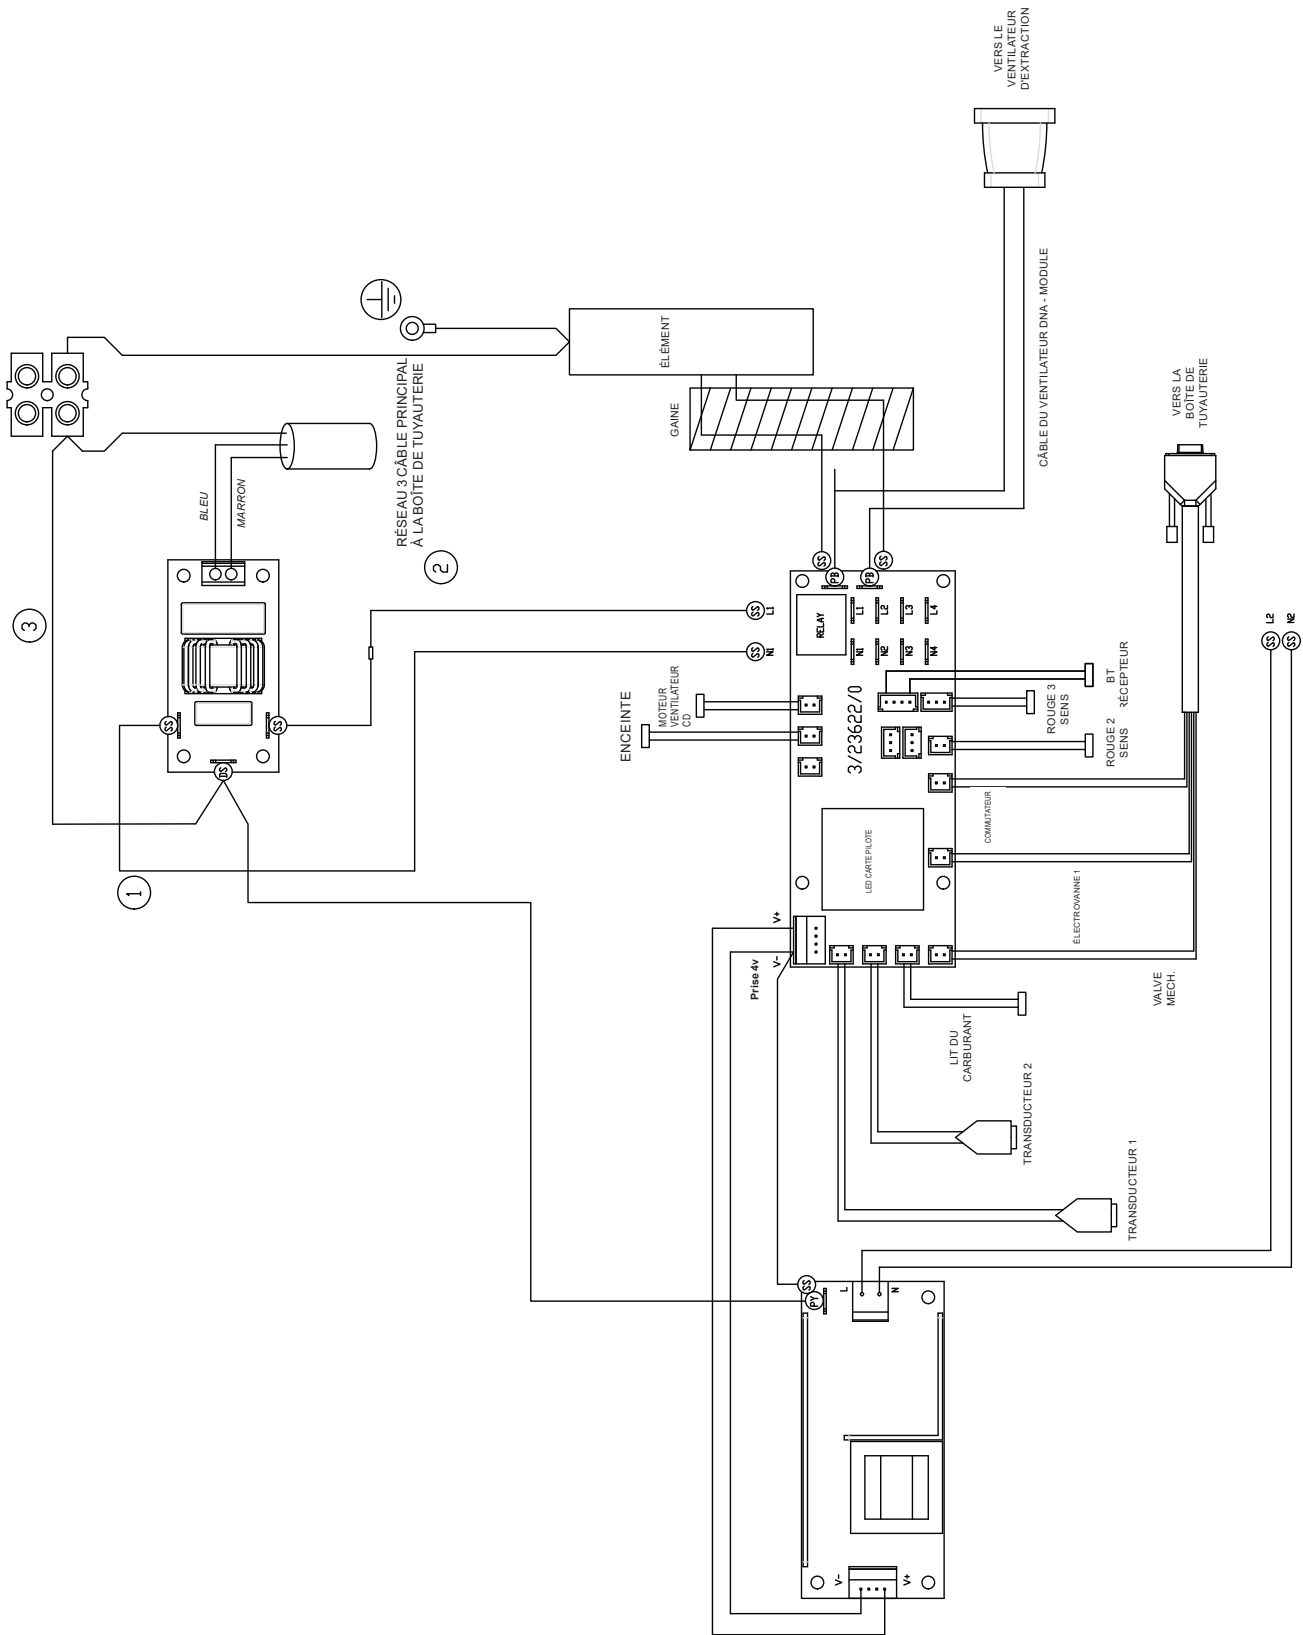 VERS LE
VENTILATEUR
D'EXTRACTION
3
BLEU
MARRON
RÉSEAU 3 CÂBLE PRINCIPAL
À LA BOÎTE DE TUYAUTERIE
2
ÉLÉMENT
GAINE
CÂBLE DU VENTILATEUR DNA - MODULE
VERS LA
BOÎTE DE
TUYAUTERIE
SS
SS
DS
1
SS
L1
SS
N1
SS
PB
PB
SS
RELAY
L1
L2
L3
L4
N1
N2
N3
N4
3/23622/0
ENCEINTE
MOTEUR
VENTILATEUR
CD
ROUGE 3
SENS
BT
RÉCEPTEUR
ROUGE 2
SENS
COMMUTATEUR
LED CARTE PILOTE
ÉLECTROVANNE 1
V+
V-
Prise 4v
VALVE
MECH.
LIT DU
CARBURANT
TRANSDUCTEUR 2
TRANSDUCTEUR 1
SS
L2
SS
N2
SS
PY
L
N
V-
V+